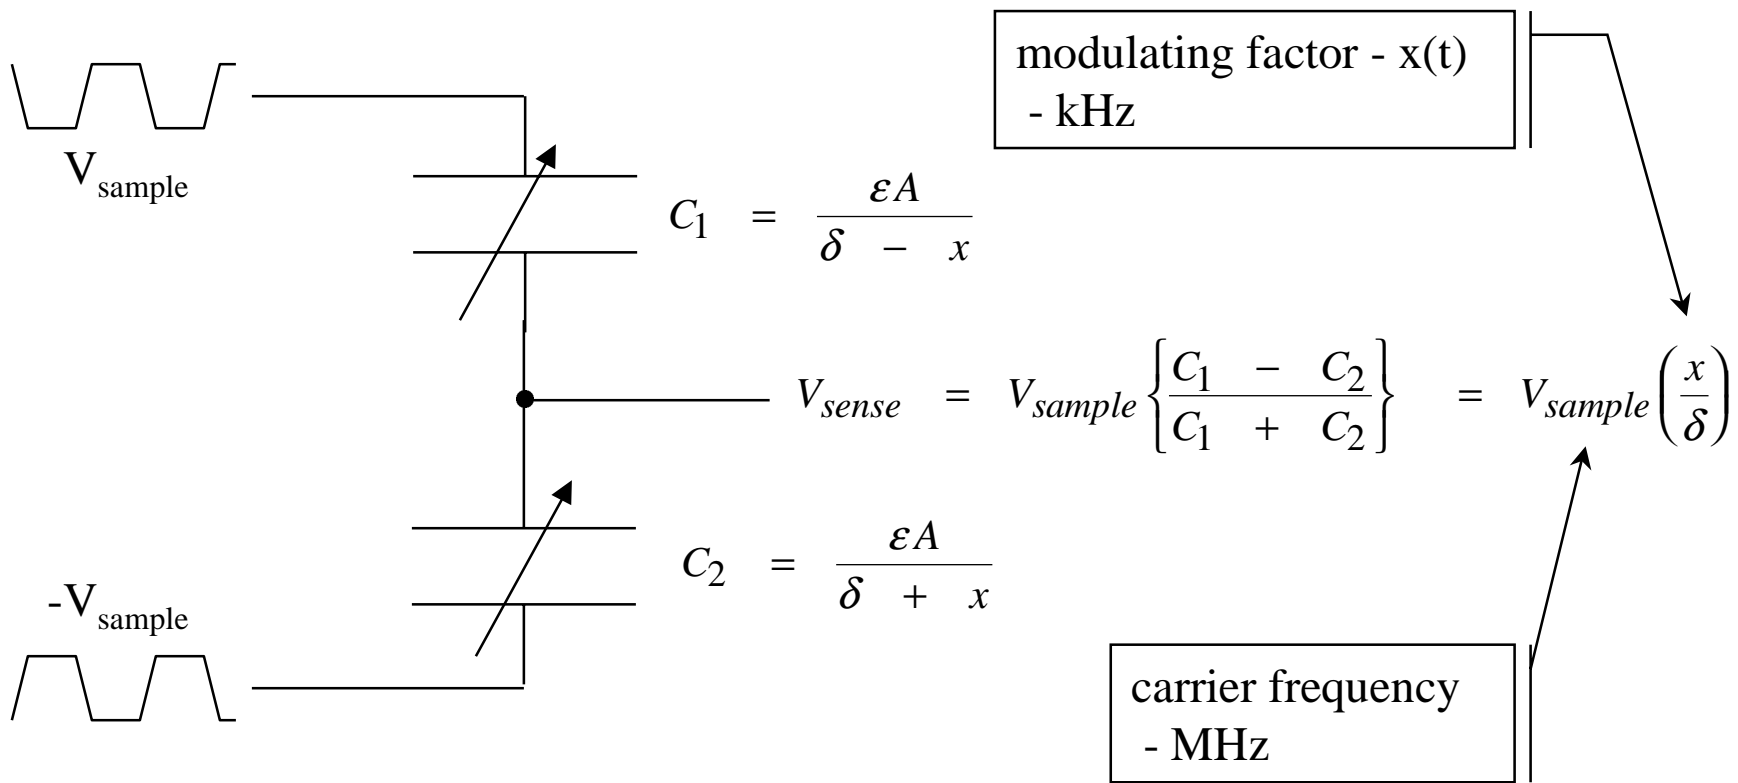 modulating factor - x(t)
- kHz
V_sample
C_1 = εA / (δ - x)
V_sense = V_sample {(C_1 - C_2) / (C_1 + C_2)} = V_sample (x / δ)
C_2 = εA / (δ + x)
-V_sample
carrier frequency
- MHz